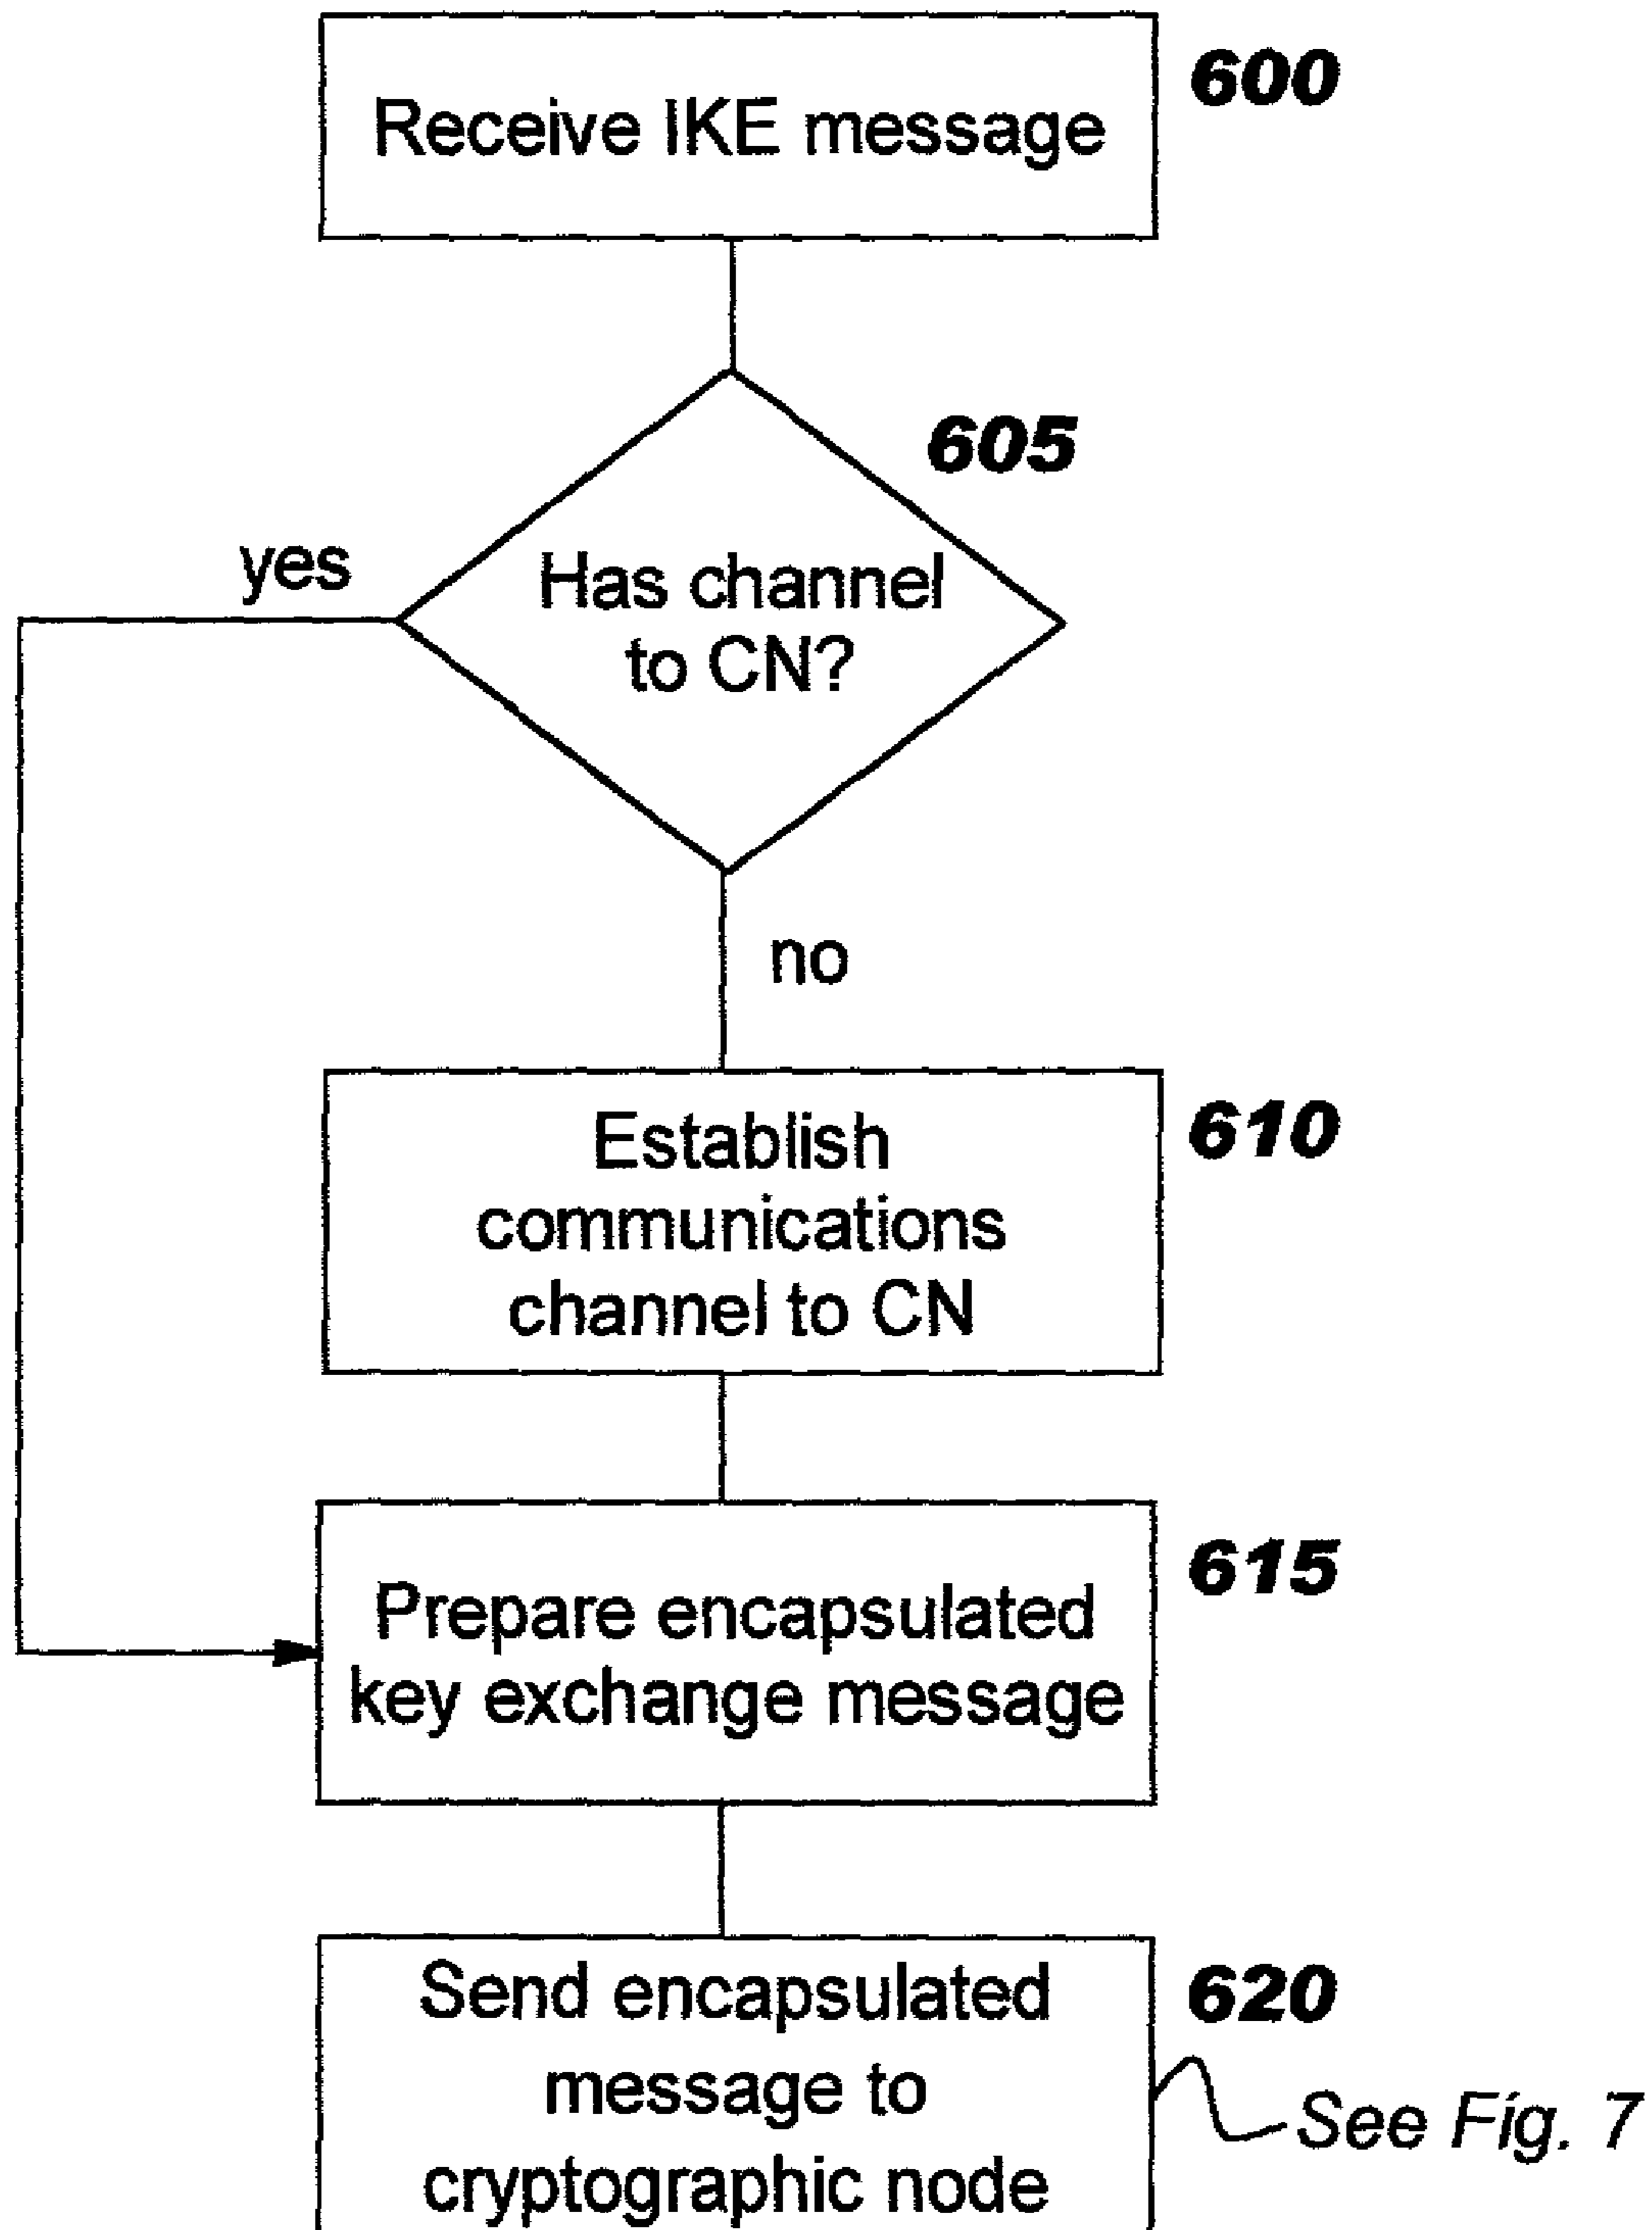 Receive IKE message
600
605
yes
Has channel
to CN?
no
Establish
communications
channel to CN
610
Prepare encapsulated
key exchange message
615
Send encapsulated
message to
cryptographic node
620
See Fig. 7